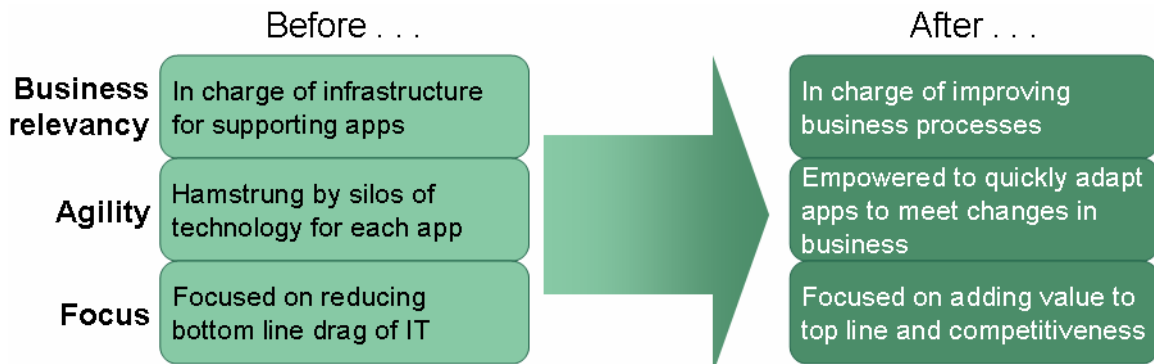 Before . . .
After . . .
Business
relevancy
In charge of infrastructure
for supporting apps
In charge of improving
business processes
Agility
Hamstrung by silos of
technology for each app
Empowered to quickly adapt
apps to meet changes in
business
Focus
Focused on reducing
bottom line drag of IT
Focused on adding value to
top line and competitiveness